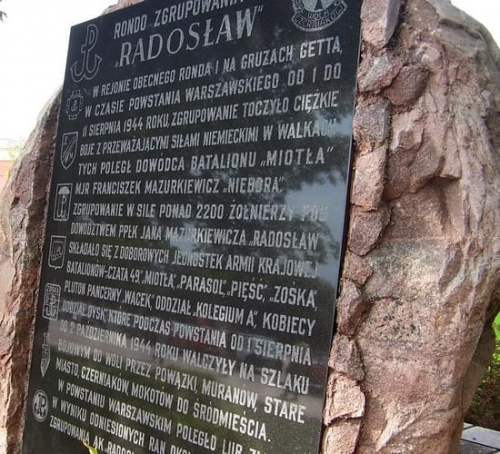 RONDO ZGRUPOWANIA
"RADOSŁAW"
W REJONIE OBECNEGO RONDA I NA GRUZACH GETTA,
W CZASIE POWSTANIA WARSZAWSKIEGO OD 1 DO
11 SIERPNIA 1944 ROKU ZGRUPOWANIE TOCZYŁO CIĘŻKIE
BOJE Z PRZEWAŻAJĄCYMI SIŁAMI NIEMIECKIMI W WALKACH
TYCH POLEGŁ DOWÓDCA BATALIONU „MIOTŁA"
MJR FRANCISZEK MAZURKIEWICZ „NIEBORA"
ZGRUPOWANIE W SILE PONAD 2200 ŻOŁNIERZY POD
DOWÓDZTWEM PPŁK JANA MAZURKIEWICZA „RADOSŁAW
SKŁADAŁO SIĘ Z DOBOROWYCH JEDNOSTEK ARMII KRAJOWEJ
BATALIONÓW-CZATA 49", MIOTŁA", PARASOL", PIĘŚĆ", ZOŚKA",
PLUTON PANCERNY „WACEK", ODDZIAŁ „KOLEGIUM A", KOBIECY
ODDZIAŁ „DYSK", KTÓRE PODCZAS POWSTANIA OD 1 SIERPNIA
DO 2 PAŹDZIERNIKA 1944 ROKU WALCZYŁY NA SZLAKU
BOJOWYM OD WOLI PRZEZ POWĄZKI MURANÓW, STARE
MIASTO, CZERNIAKÓW MOKOTÓW DO ŚRÓDMIEŚCIA.
W POWSTANIU WARSZAWSKIM POLEGŁO LUB
W WYNIKU ODNIESIONYCH RAN
ZGRUPOWANIA AK